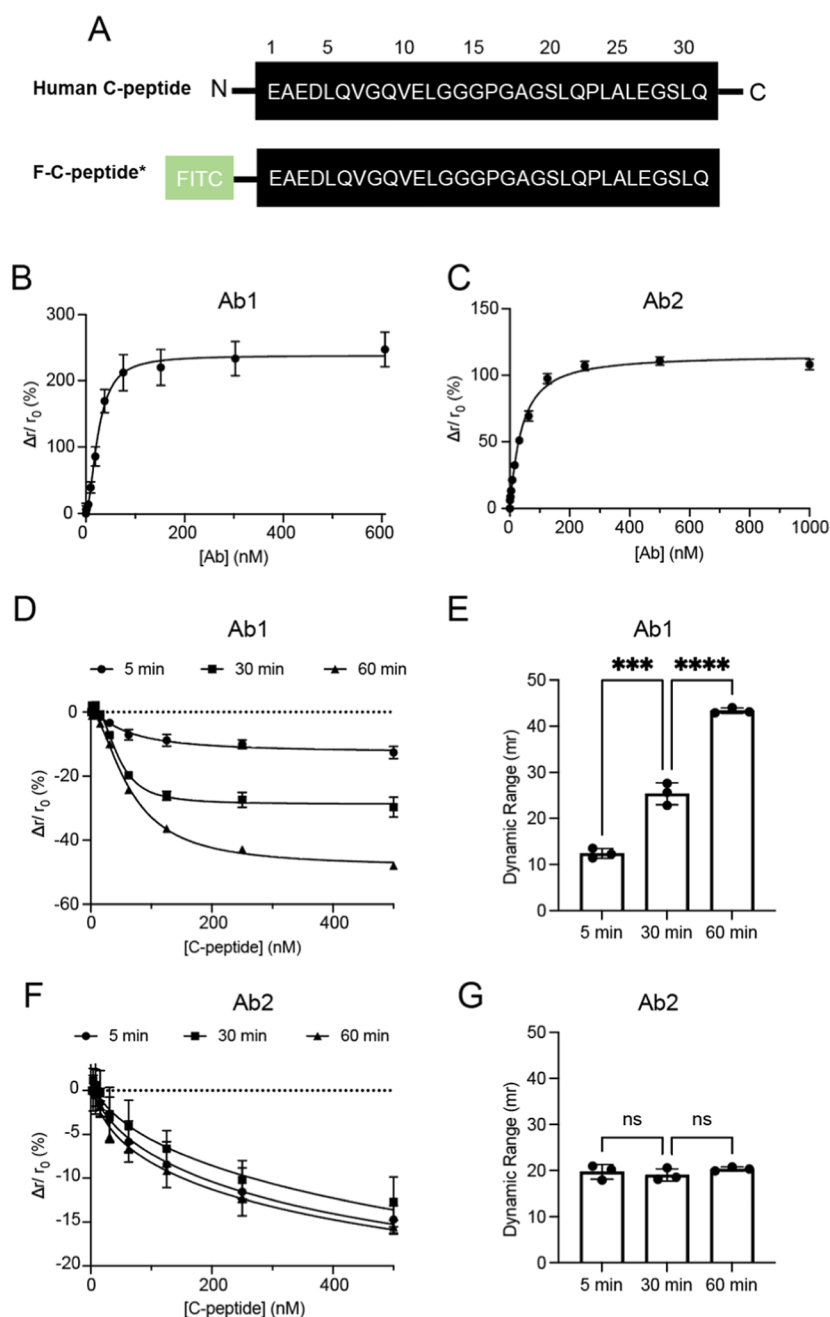 A
1 5 10 15 20 25 30
Human C-peptide N EAEDLQVGQVELGGGPGAGSLQPLALEGSLQ C
F-C-peptide* FITC EAEDLQVGQVELGGGPGAGSLQPLALEGSLQ
B
Ab1
Δr/ r0 (%)
300
200
100
0
0 200 400 600
[Ab] (nM)
C
Ab2
Δr/ r0 (%)
150
100
50
0
0 200 400 600 800 1000
[Ab] (nM)
D
Ab1
5 min 30 min 60 min
Δr/ r0 (%)
0
-20
-40
-60
0 200 400
[C-peptide] (nM)
E
Ab1
*** ****
Dynamic Range (mr)
50
40
30
20
10
0
5 min 30 min 60 min
F
Ab2
5 min 30 min 60 min
Δr/ r0 (%)
0
-5
-10
-15
-20
0 200 400
[C-peptide] (nM)
G
Ab2
ns ns
Dynamic Range (mr)
50
40
30
20
10
0
5 min 30 min 60 min